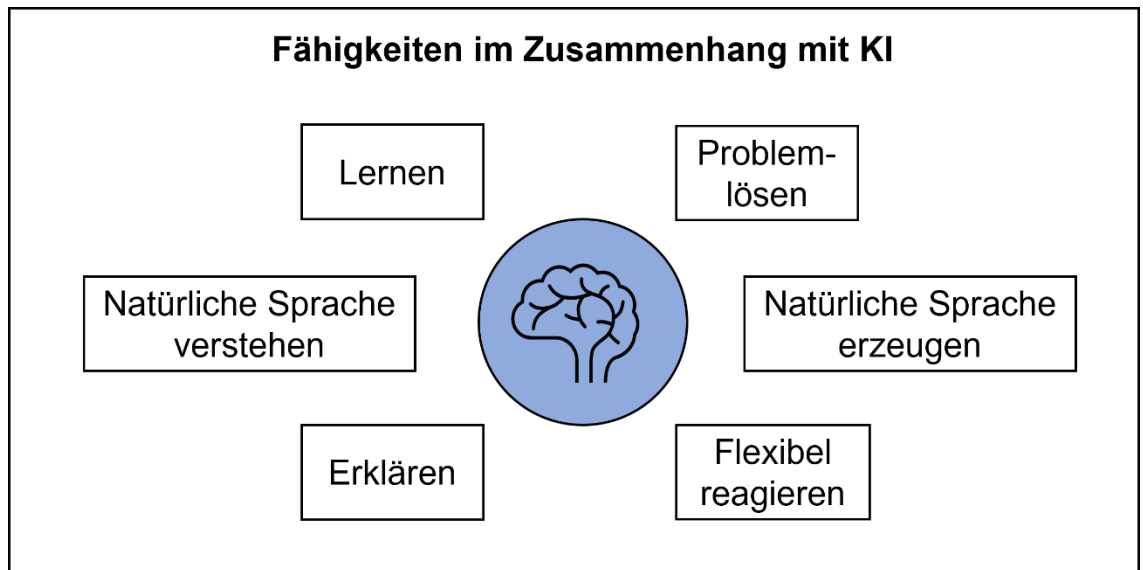 Fähigkeiten im Zusammenhang mit KI
Lernen
Problem-
lösen
Natürliche Sprache
verstehen
Natürliche Sprache
erzeugen
Erklären
Flexibel
reagieren